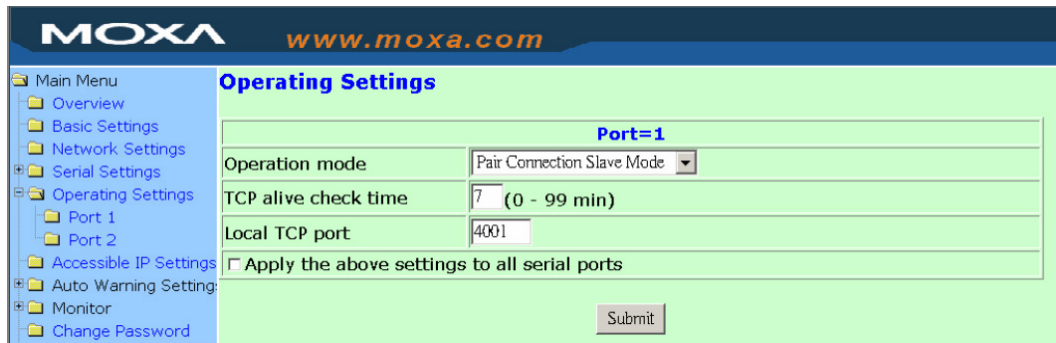 MOXA www.moxa.com
Main Menu
Overview
Basic Settings
Network Settings
Serial Settings
Operating Settings
Port 1
Port 2
Accessible IP Settings
Auto Warning Setting
Monitor
Change Password
Operating Settings
Port=1
Operation mode Pair Connection Slave Mode
TCP alive check time 7 (0 - 99 min)
Local TCP port 4001
Apply the above settings to all serial ports
Submit